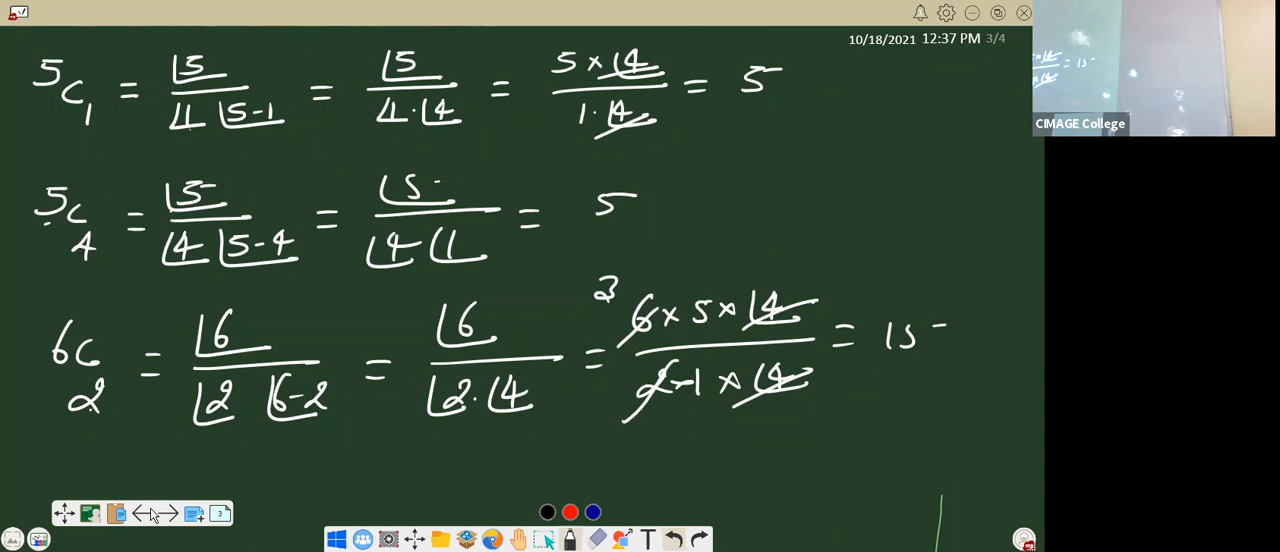 10/18/2021 12:37 PM 3/4
CIMAGE College
5C1 = |5 / |1 |5-1 = |5 / |1 · |4 = 5 × |4 / 1 · |4 = 5
5C4 = |5 / |4 |5-4 = |5 / |4 |1 = 5
6C2 = |6 / |2 |6-2 = |6 / |2 · |4 = 3 6 × 5 × |4 / 2-1 × |4 = 15
3
T